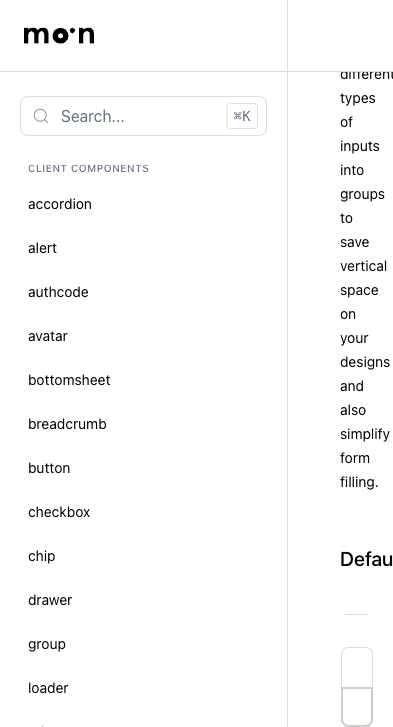 moon
Search...
⌘K
CLIENT COMPONENTS
accordion
alert
authcode
avatar
bottomsheet
breadcrumb
button
checkbox
chip
drawer
group
loader
different
types
of
inputs
into
groups
to
save
vertical
space
on
your
designs
and
also
simplify
form
filling.
Defau